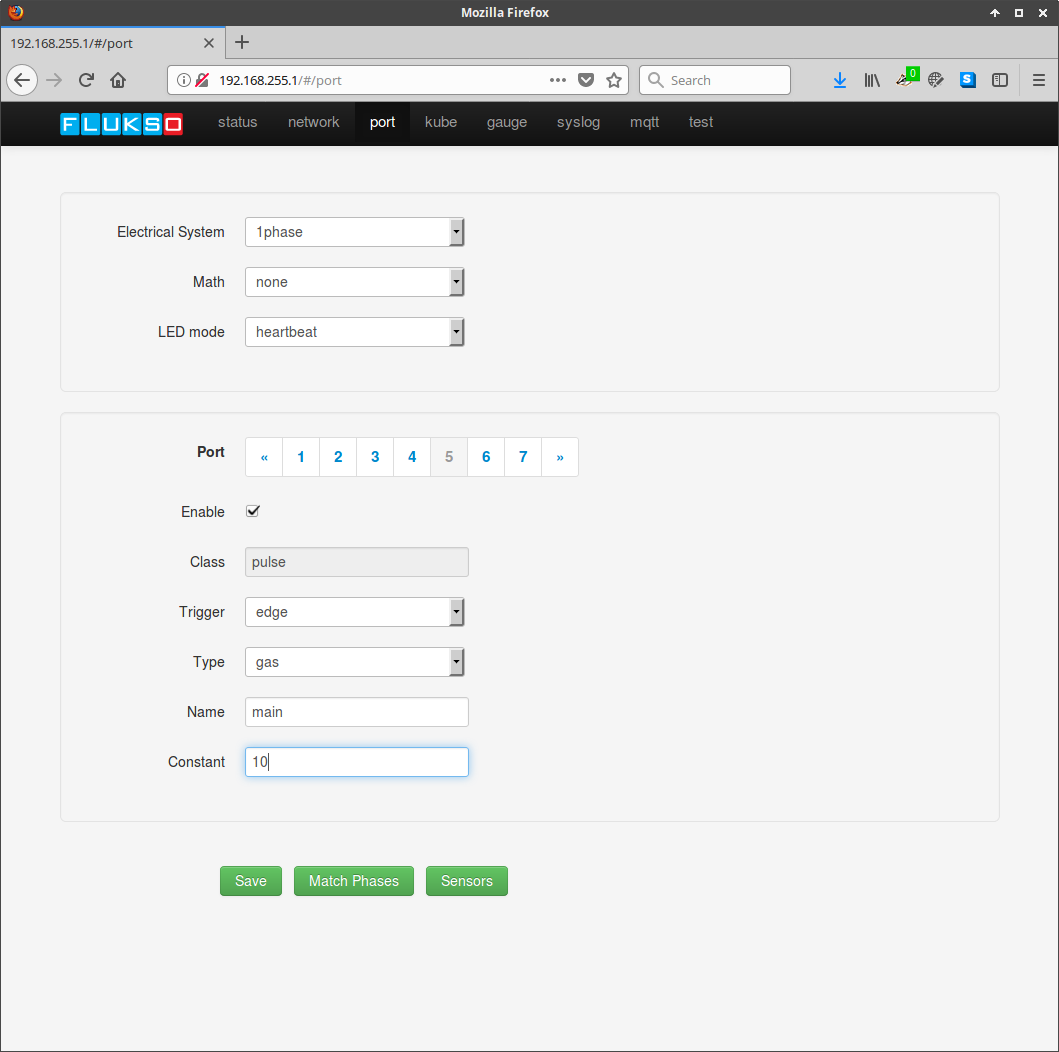 Mozilla Firefox
192.168.255.1/#/port
192.168.255.1/#/port
Search
0
S
FLUKSO status network port kube gauge syslog mqtt test
Electrical System 1phase
Math none
LED mode heartbeat
Port « 1 2 3 4 5 6 7 »
Enable
Class pulse
Trigger edge
Type gas
Name main
Constant 10
Save Match Phases Sensors